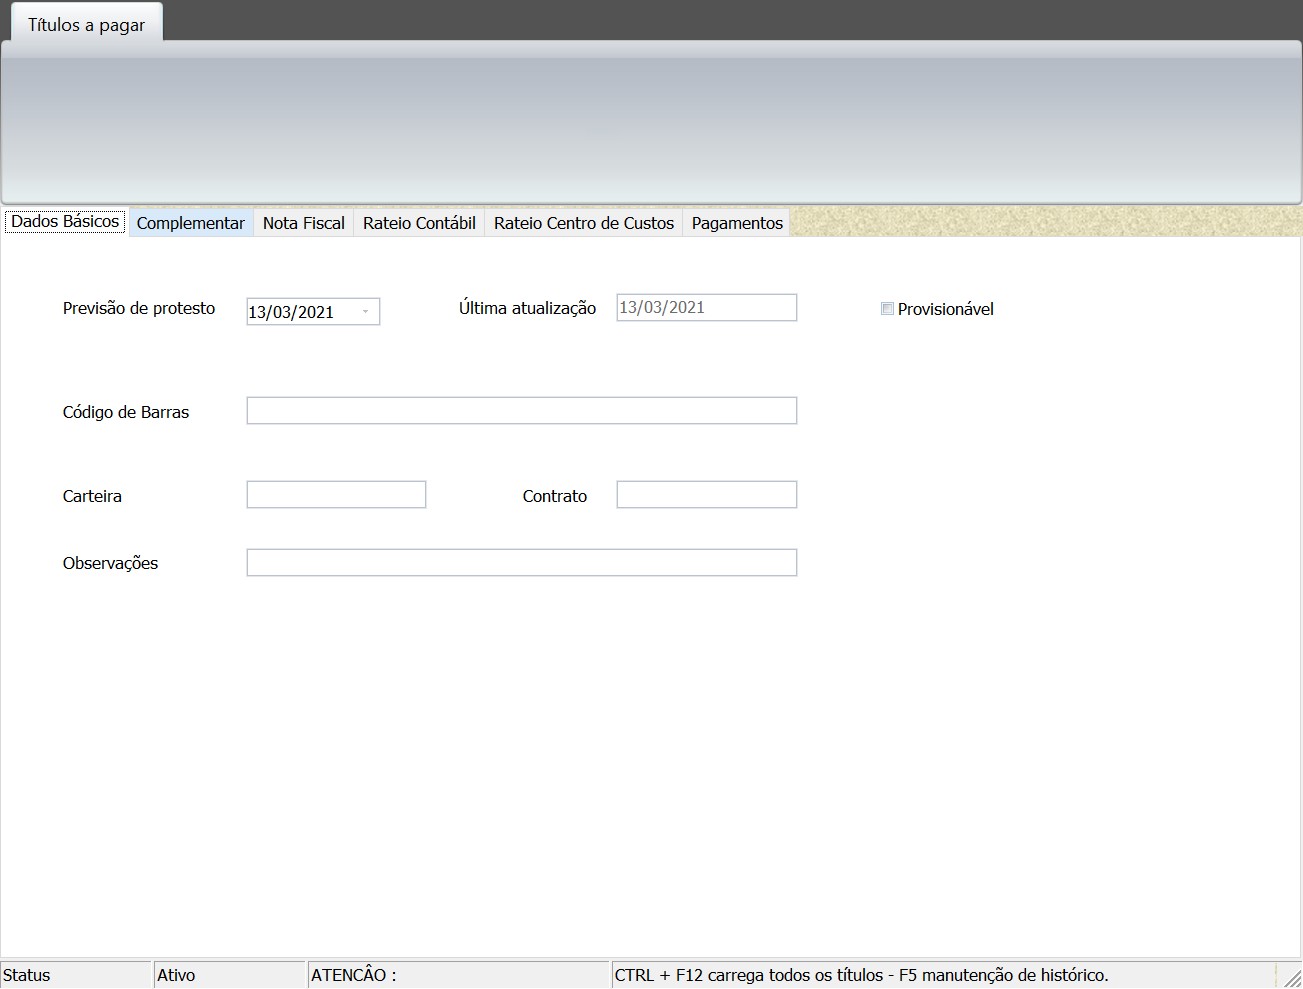 Títulos a pagar
Dados Básicos Complementar Nota Fiscal Rateio Contábil Rateio Centro de Custos Pagamentos
Previsão de protesto 13/03/2021 Última atualização 13/03/2021 Provisionável
Código de Barras
Carteira Contrato
Observações
Status Ativo ATENCÂO : CTRL + F12 carrega todos os títulos - F5 manutenção de histórico.